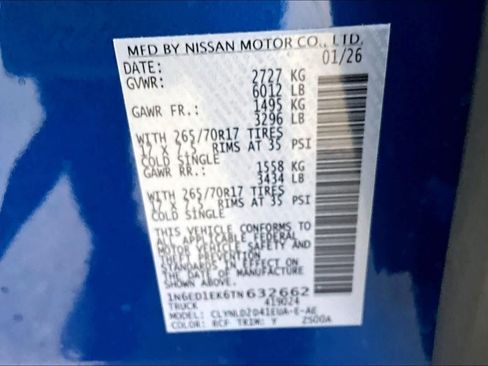 MFD BY NISSAN MOTOR CO., LTD.
DATE: 01/26
GVWR: 2727 KG
6012 LB
GAWR FR.: 1495 KG
3296 LB
WITH 265/70R17 TIRES
17 X 7.5 RIMS AT 35 PSI
COLD SINGLE
GAWR RR.: 1558 KG
3434 LB
WITH 265/70R17 TIRES
17 X 7.5 RIMS AT 35 PSI
COLD SINGLE
THIS VEHICLE CONFORMS TO
ALL APPLICABLE FEDERAL
MOTOR VEHICLE SAFETY AND
THEFT PREVENTION
STANDARDS IN EFFECT ON
THE DATE OF MANUFACTURE
SHOWN ABOVE.
1N6ED1EK6TN632662
TRUCK 419024
MODEL:
COLOR: RCF TRIM: Y 2500A